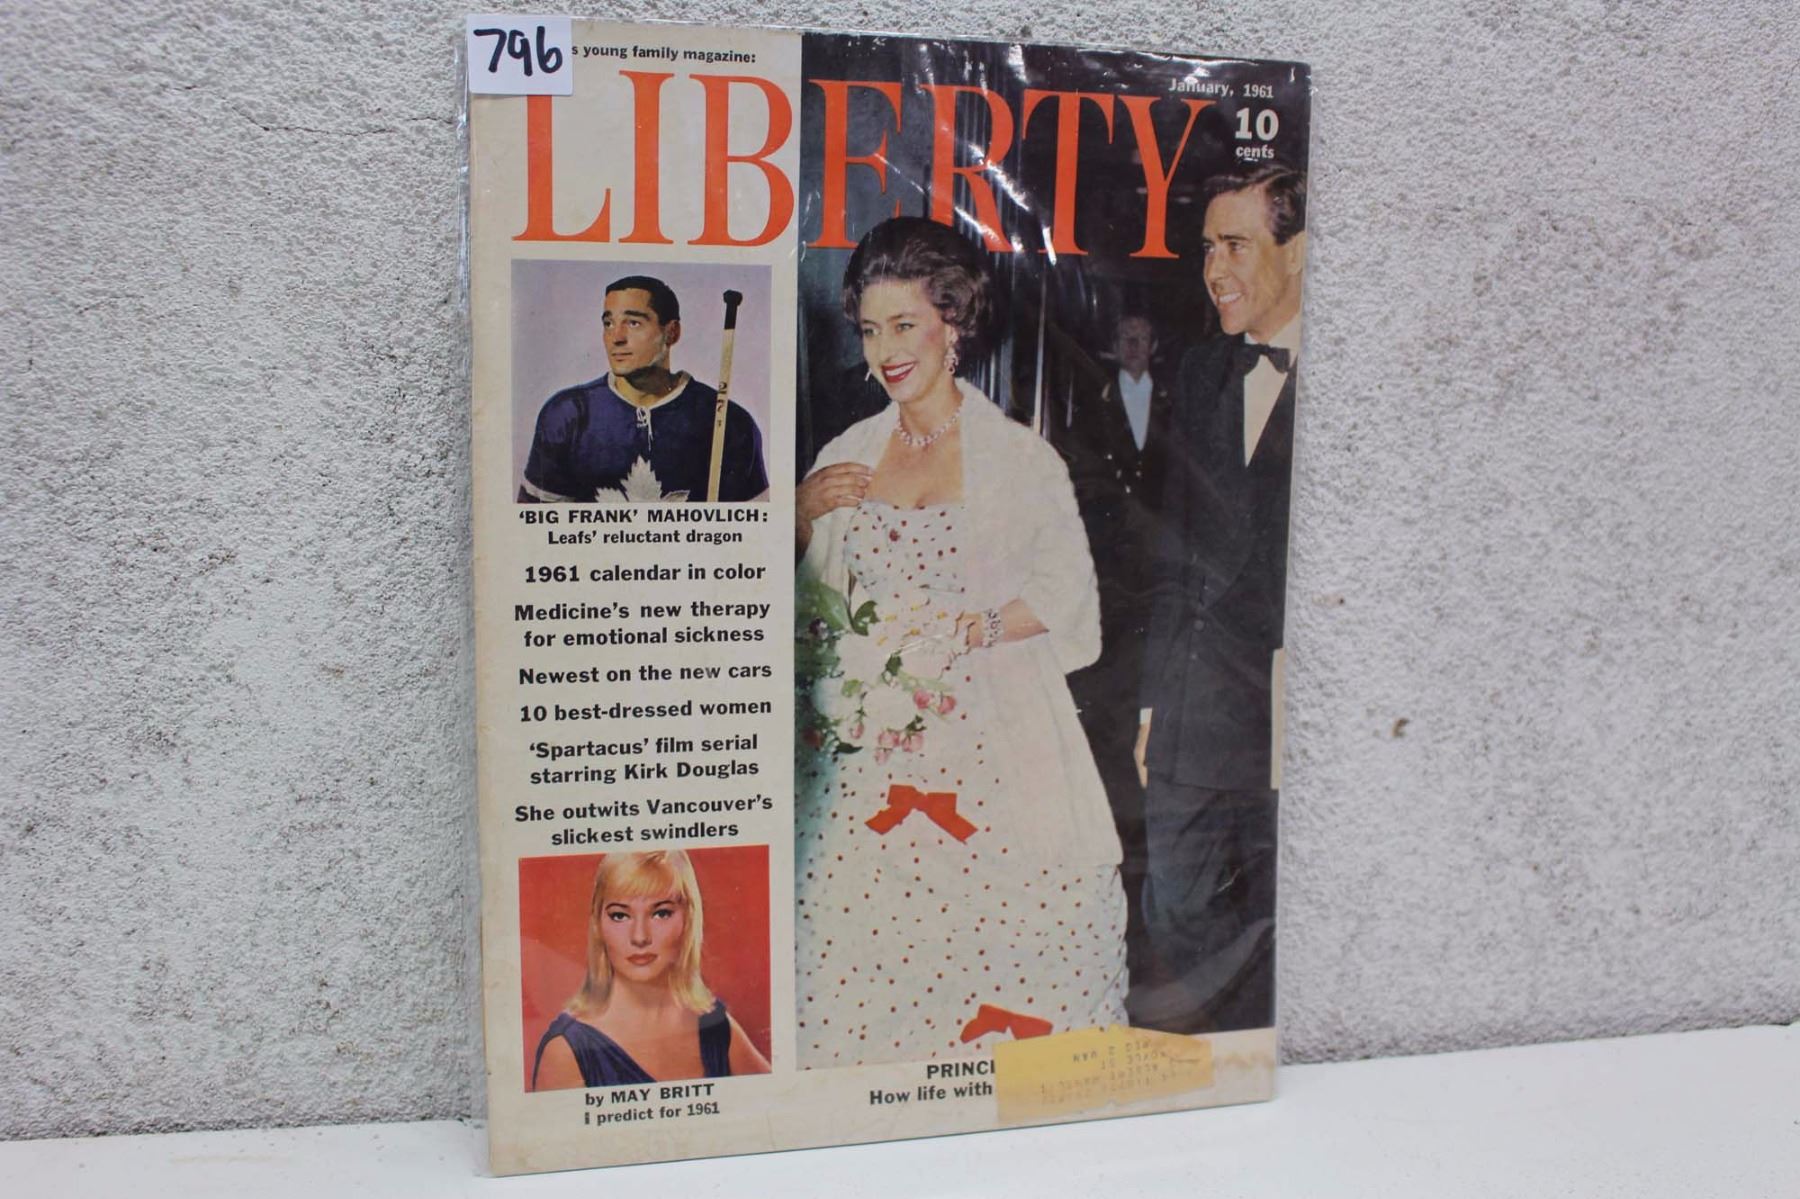 796
s young family magazine:
LIBERTY
January, 1961
10
cents
‘BIG FRANK’ MAHOVLICH:
Leafs’ reluctant dragon
1961 calendar in color
Medicine’s new therapy
for emotional sickness
Newest on the new cars
10 best-dressed women
‘Spartacus’ film serial
starring Kirk Douglas
She outwits Vancouver’s
slickest swindlers
by MAY BRITT
I predict for 1961
PRINC
How life with